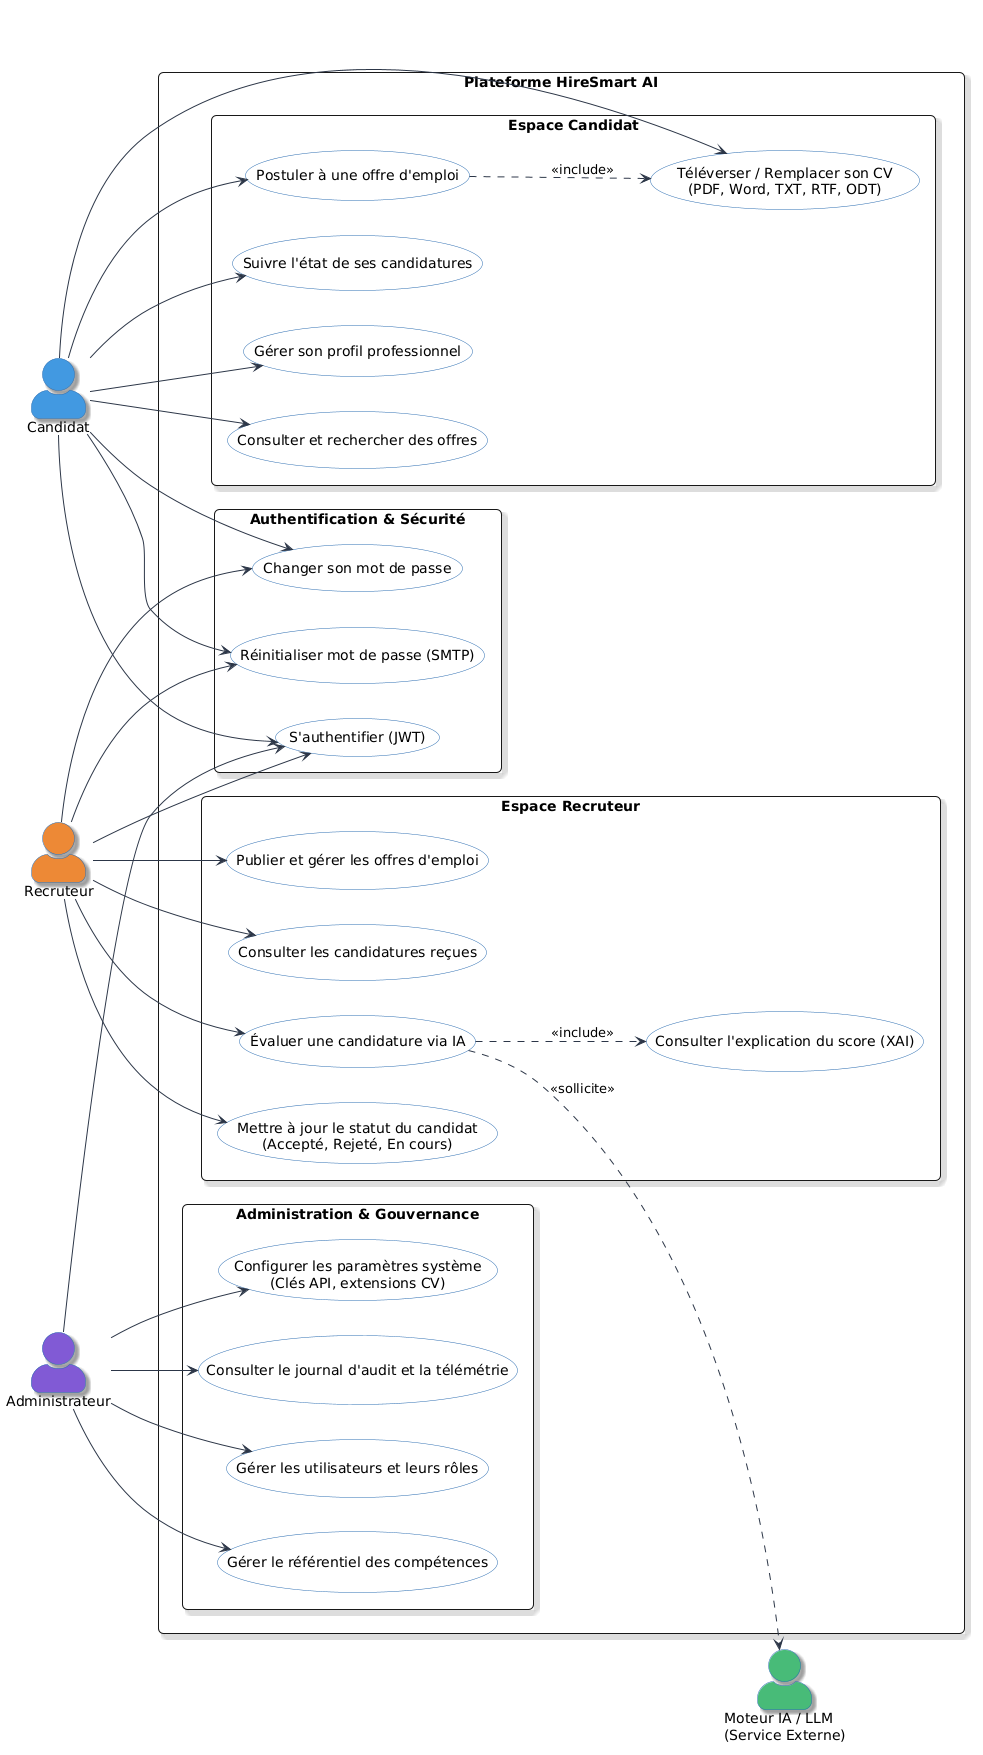 Plateforme HireSmart AI
Espace Candidat
Postuler à une offre d'emploi
«include»
Téléverser / Remplacer son CV
(PDF, Word, TXT, RTF, ODT)
Suivre l'état de ses candidatures
Gérer son profil professionnel
Candidat
Consulter et rechercher des offres
Authentification & Sécurité
Changer son mot de passe
Réinitialiser mot de passe (SMTP)
S'authentifier (JWT)
Espace Recruteur
Publier et gérer les offres d'emploi
Recruteur
Consulter les candidatures reçues
Évaluer une candidature via IA
«include»
Consulter l'explication du score (XAI)
«sollicite»
Mettre à jour le statut du candidat
(Accepté, Rejeté, En cours)
Administration & Gouvernance
Configurer les paramètres système
(Clés API, extensions CV)
Consulter le journal d'audit et la télémétrie
Administrateur
Gérer les utilisateurs et leurs rôles
Gérer le référentiel des compétences
Moteur IA / LLM
(Service Externe)